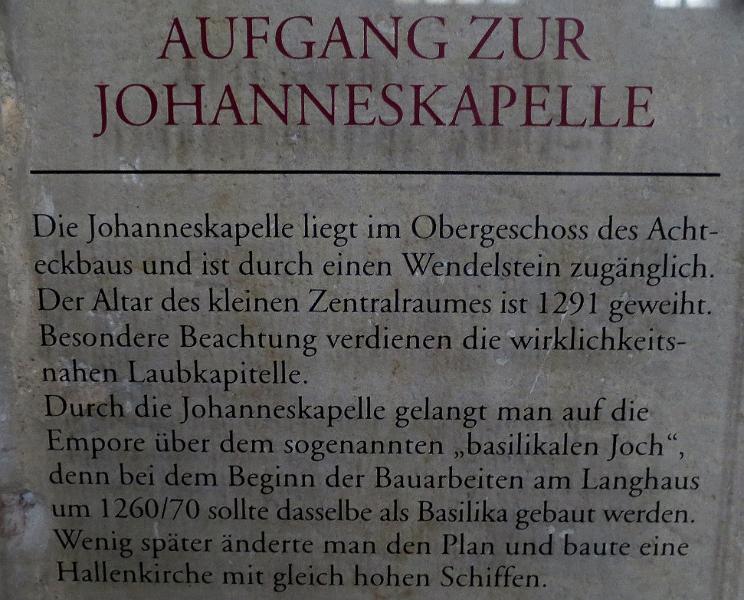 AUFGANG ZUR
JOHANNESKAPELLE
Die Johanneskapelle liegt im Obergeschoss des Acht-
eckbaus und ist durch einen Wendelstein zugänglich.
Der Altar des kleinen Zentralraumes ist 1291 geweiht.
Besondere Beachtung verdienen die wirklichkeits-
nahen Laubkapitelle.
Durch die Johanneskapelle gelangt man auf die
Empore über dem sogenannten „basilikalen Joch“,
denn bei dem Beginn der Bauarbeiten am Langhaus
um 1260/70 sollte dasselbe als Basilika gebaut werden.
Wenig später änderte man den Plan und baute eine
Hallenkirche mit gleich hohen Schiffen.